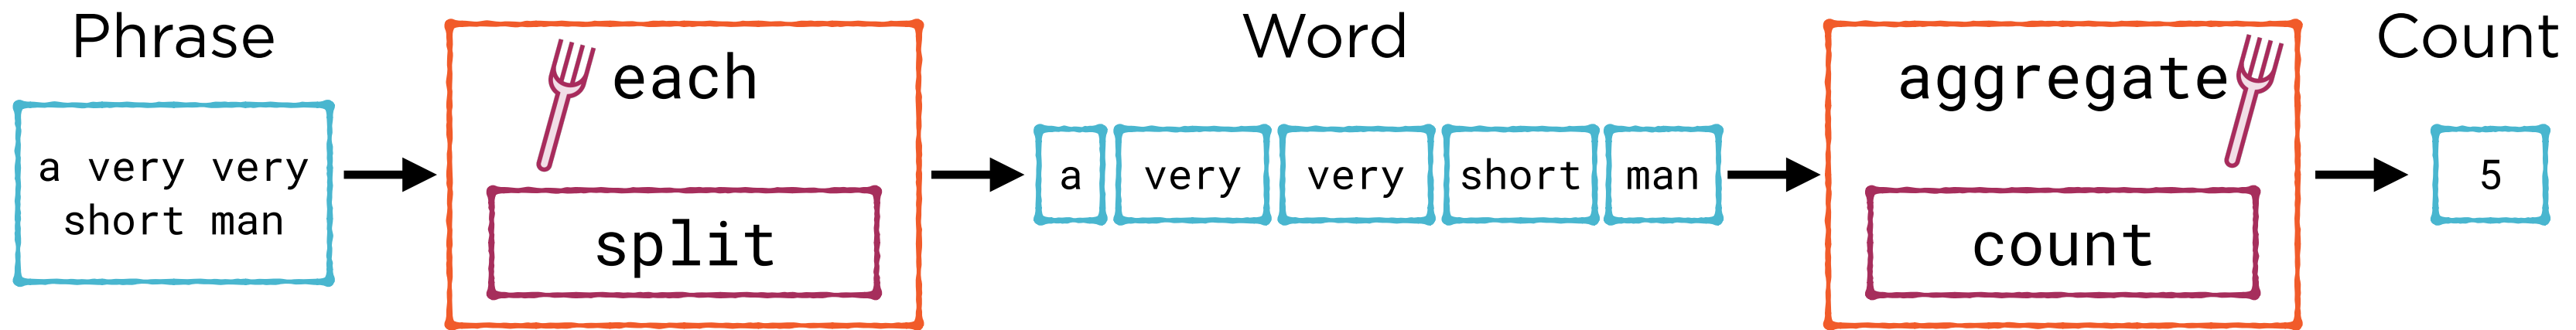 Phrase
a very very
short man
each
split
Word
a
very
very
short
man
aggregate
count
Count
5